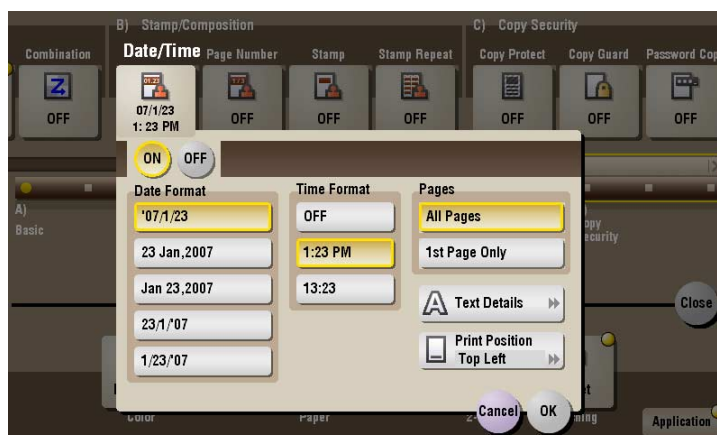 B) Stamp/Composition
C) Copy Security
Combination
Date/Time
Page Number
Stamp
Stamp Repeat
Copy Protect
Copy Guard
Password Cop
OFF
07/1/23
1: 23 PM
OFF
OFF
OFF
OFF
OFF
OFF
ON
OFF
Date Format
Time Format
Pages
'07/1/23
OFF
All Pages
23 Jan,2007
1:23 PM
1st Page Only
Jan 23,2007
13:23
Text Details
23/1/'07
Print Position
Top Left
1/23/'07
A)
Basic
opy
ecurity
Close
Cancel
OK
Color
Paper
2-
ning
Application